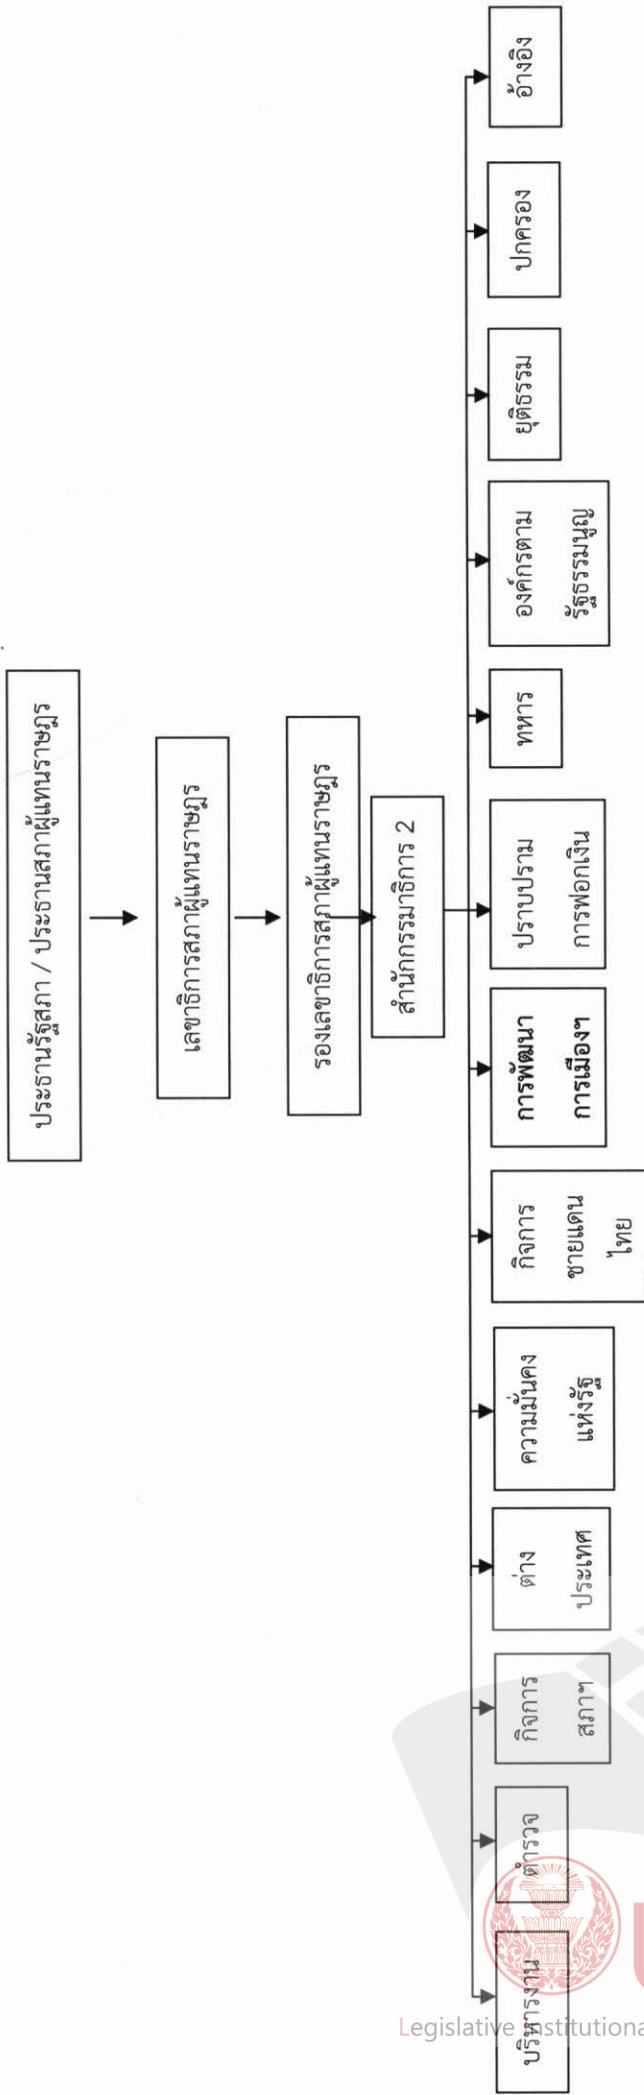 ประธานรัฐสภา / ประธานสภาผู้แทนราษฎร
เลขาธิการสภาผู้แทนราษฎร
รองเลขาธิการสภาผู้แทนราษฎร
สำนักกรรมาธิการ 2
บริหารงาน
ตำรวจ
กิจการ
สภาฯ
ต่าง
ประเทศ
ความมั่นคง
แห่งรัฐ
กิจการ
ชายแดน
ไทย
การพัฒนา
การเมืองฯ
ปราบปราม
การฟอกเงิน
ทหาร
องค์กรตาม
รัฐธรรมนูญ
ยุติธรรม
ปกครอง
อ้างอิง
Legislative Institutional